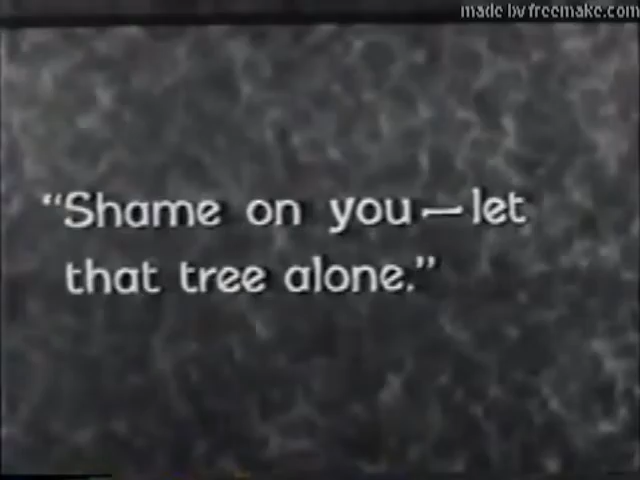 made by freemake.com
“Shame on you—let
that tree alone.”